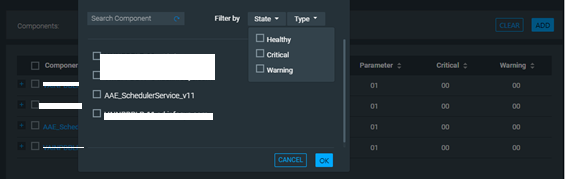 Search Component
Filter by
State
Type
Components:
CLEAR
ADD
Healthy
Critical
Warning
Componen
Parameter
Critical
Warning
01
00
00
01
00
00
AAE_SchedulerService_v11
AAE_Sched
01
00
00
01
00
00
CANCEL
OK